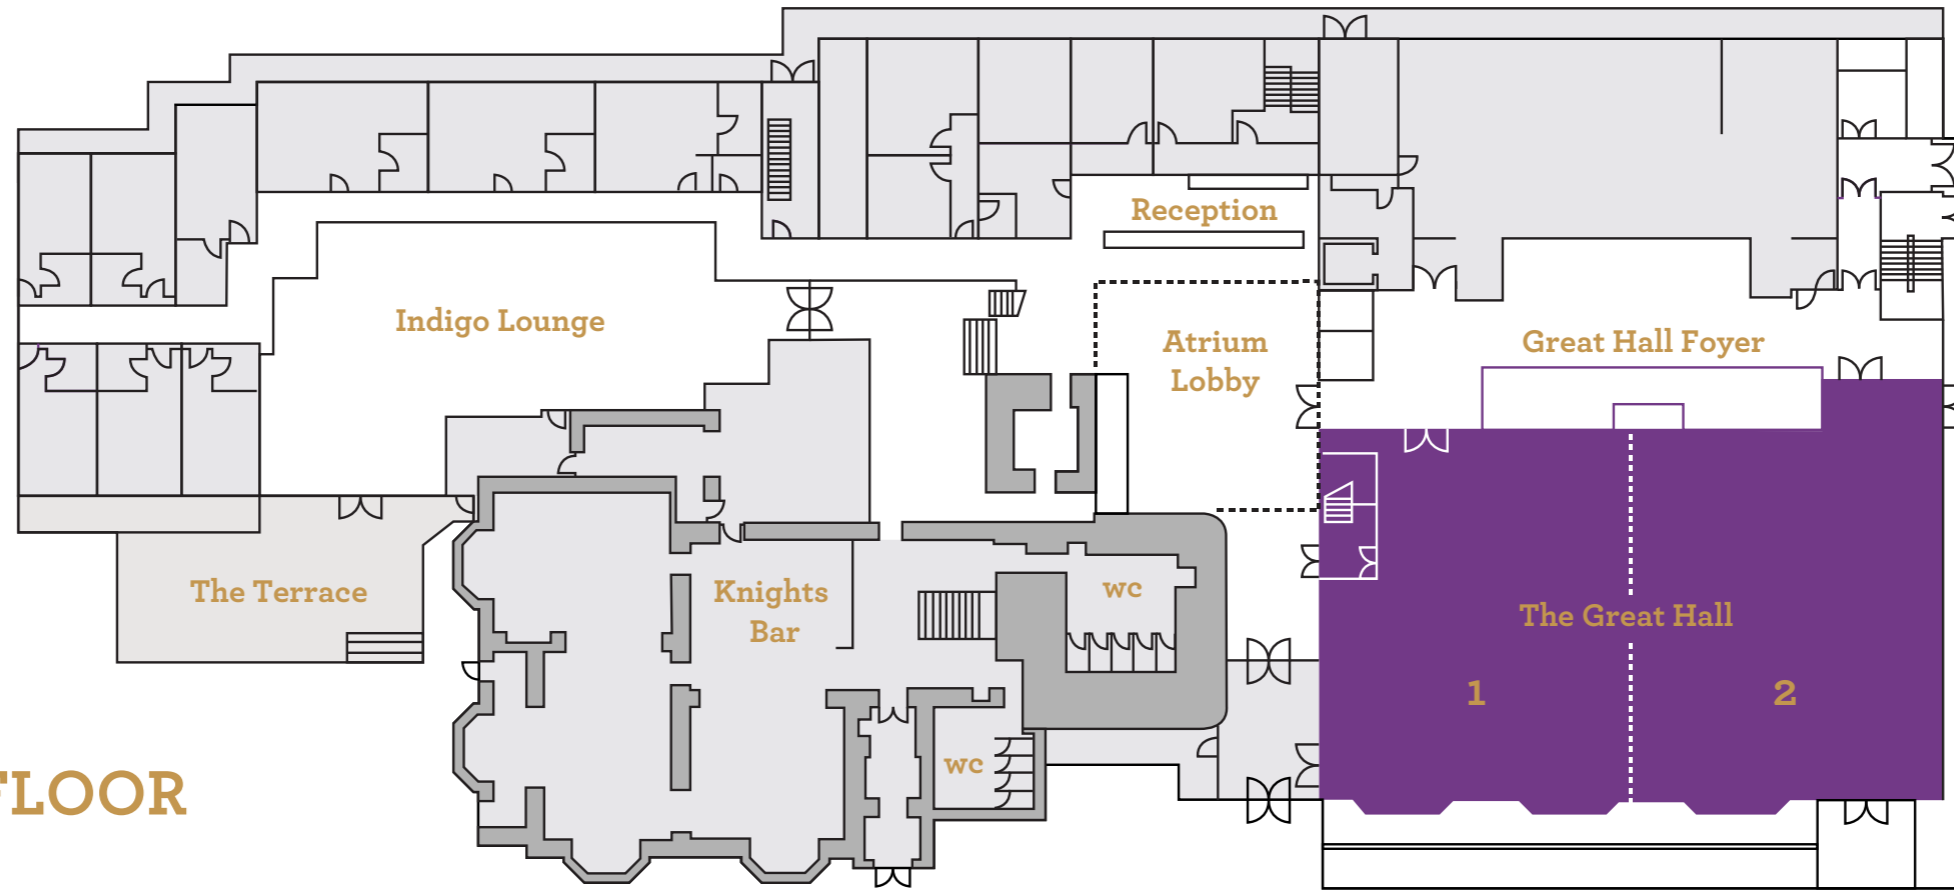 Reception
Indigo Lounge
Atrium
Lobby
Great Hall Foyer
The Terrace
Knights
Bar
wc
The Great Hall
1
2
wc
FLOOR